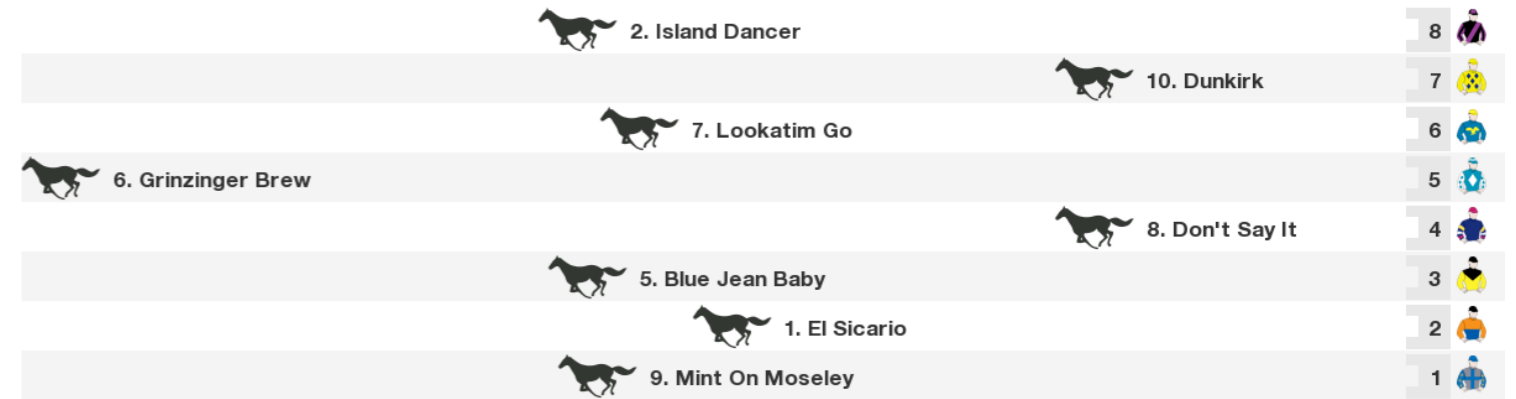 2. Island Dancer 8
10. Dunkirk 7
7. Lookatim Go 6
6. Grinzinger Brew 5
8. Don't Say It 4
5. Blue Jean Baby 3
1. El Sicario 2
9. Mint On Moseley 1